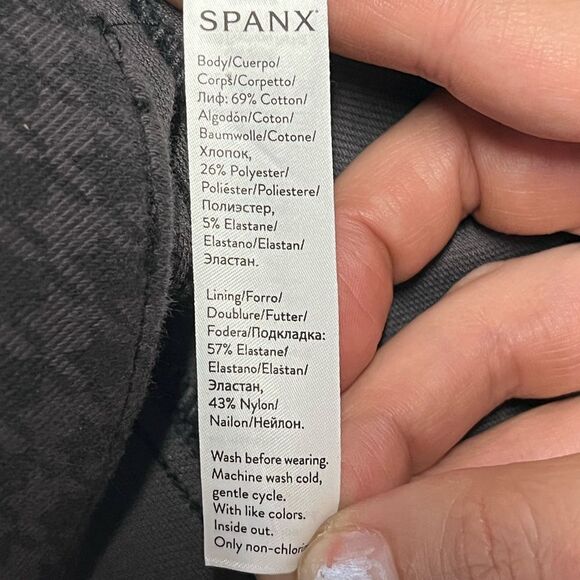 SPANX
Body/Cuerpo/
Corps/Corpetto/
Лиф: 69% Cotton/
Algodón/Coton/
Baumwolle/Cotone/
Хлопок,
26% Polyester/
Poliéster/Poliestere/
Полиэстер,
5% Elastane/
Elastano/Elastan/
Эластан.
Lining/Forro/
Doublure/Futter/
Fodera/Подкладка:
57% Elastane/
Elastano/Elastan/
Эластан,
43% Nylon/
Nailon/Нейлон.
Wash before wearing.
Machine wash cold,
gentle cycle.
With like colors.
Inside out.
Only